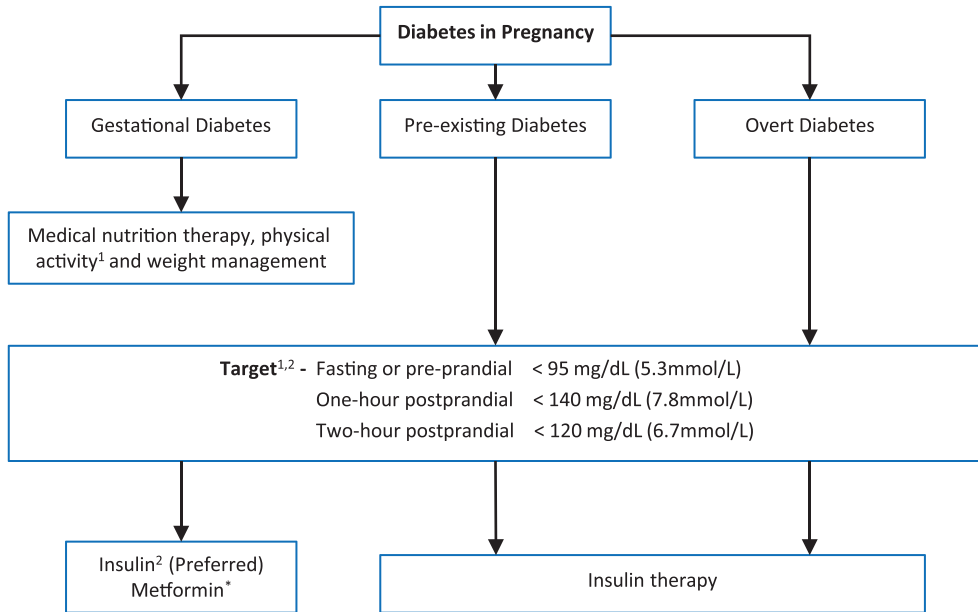 Diabetes in Pregnancy
Gestational Diabetes
Pre-existing Diabetes
Overt Diabetes
Medical nutrition therapy, physical
activity¹ and weight management
Target¹,² - Fasting or pre-prandial < 95 mg/dL (5.3mmol/L)
One-hour postprandial < 140 mg/dL (7.8mmol/L)
Two-hour postprandial < 120 mg/dL (6.7mmol/L)
Insulin² (Preferred)
Metformin*
Insulin therapy